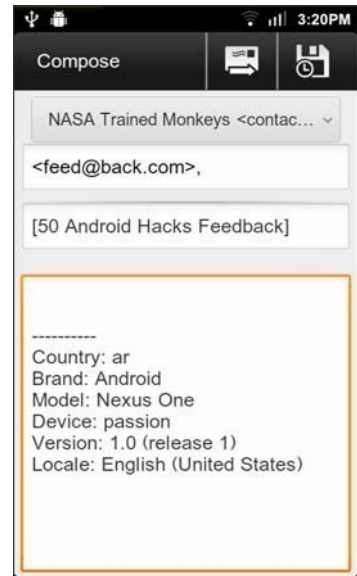 3:20PM
Compose
NASA Trained Monkeys <contac...
<feed@back.com>,
[50 Android Hacks Feedback]
----------
Country: ar
Brand: Android
Model: Nexus One
Device: passion
Version: 1.0 (release 1)
Locale: English (United States)